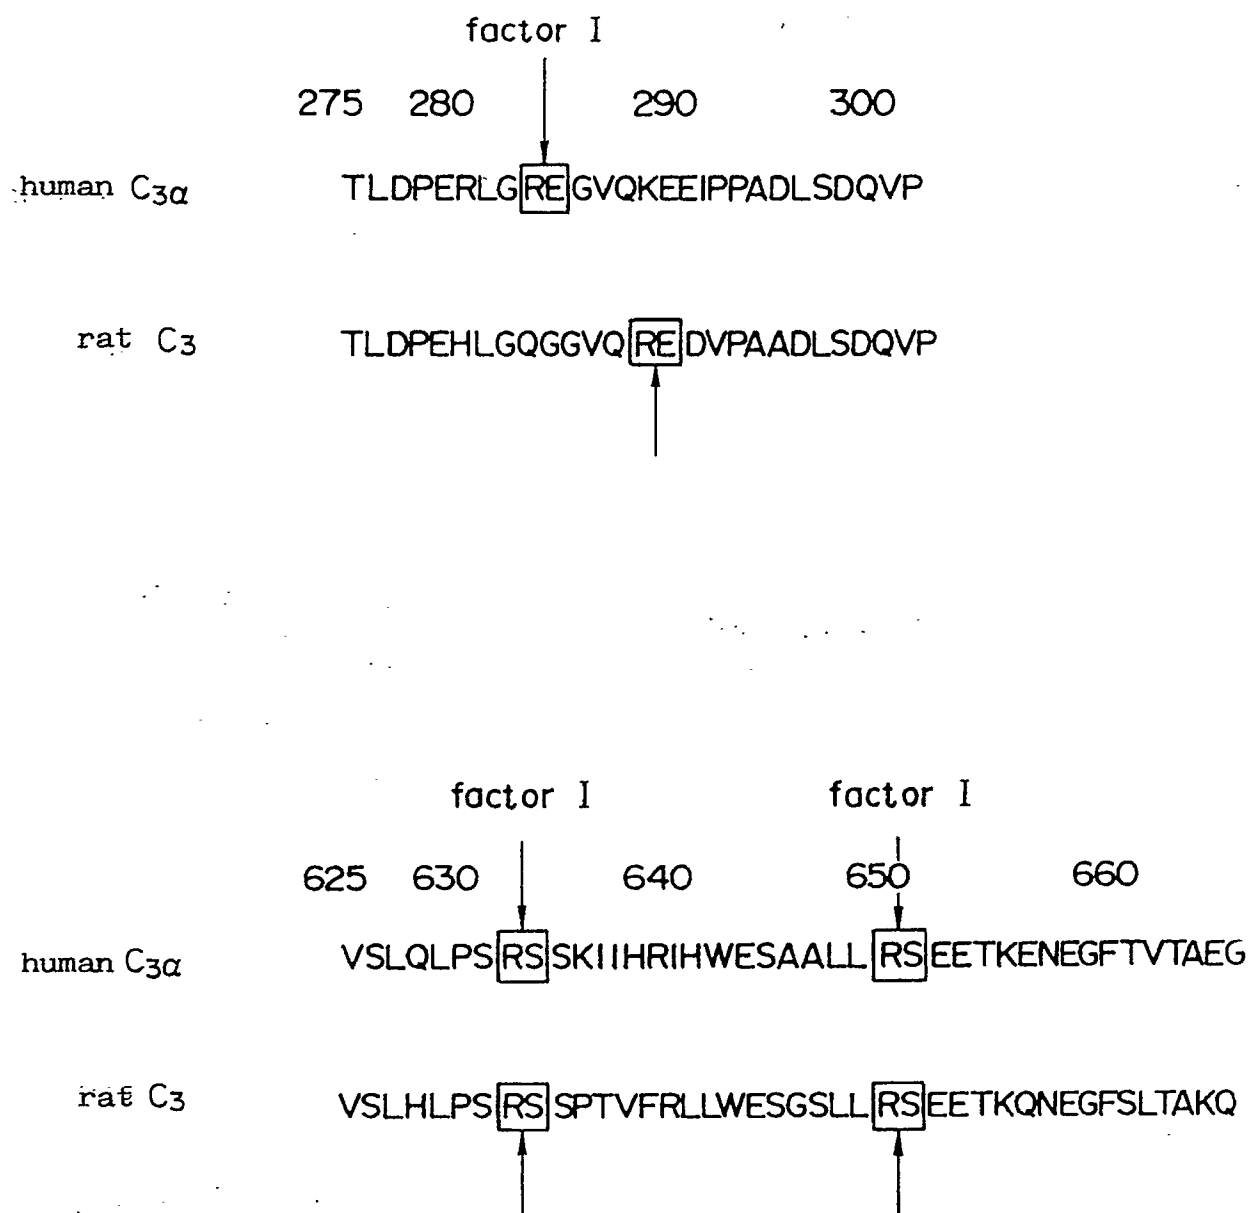 factor I
275 280 290 300
human C3α TLDPERLGREGVQKEEIPPADLSDQVP
rat C3 TLDPEHLGQGGVQREDVPAADLSDQVP
factor I factor I
625 630 640 650 660
human C3α VSLQLPSRSSKIIHRIHWESAALLRSEETKENEGFTVTAEG
rat C3 VSLHLPSRSSPTVFRLLWESGSLLRSEETKQNEGFSLTAKQ